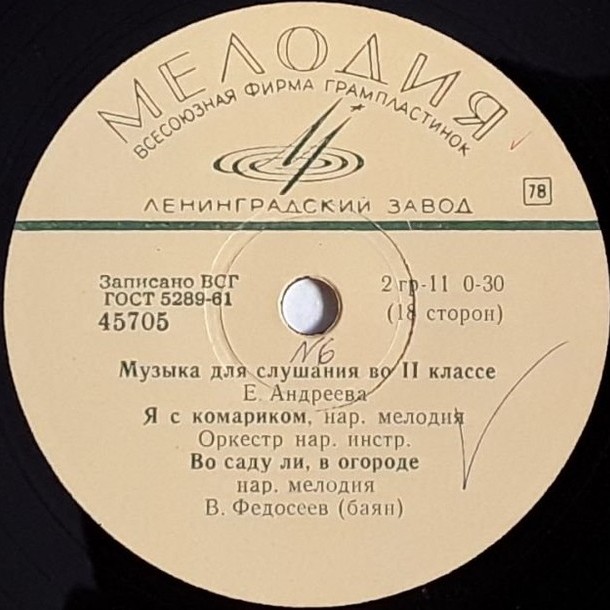 МЕЛОДИЯ
ВСЕСОЮЗНАЯ ФИРМА ГРАМПЛАСТИНОК
ЛЕНИНГРАДСКИЙ ЗАВОД
78
Записано ВСГ
ГОСТ 5289-61
45705
2 гр-11 0-30
(18 сторон)
№6
Музыка для слушания во II классе
Е. Андреева
Я с комариком, нар. мелодия
Оркестр нар. инстр.
Во саду ли, в огороде
нар. мелодия
В. Федосеев (баян)